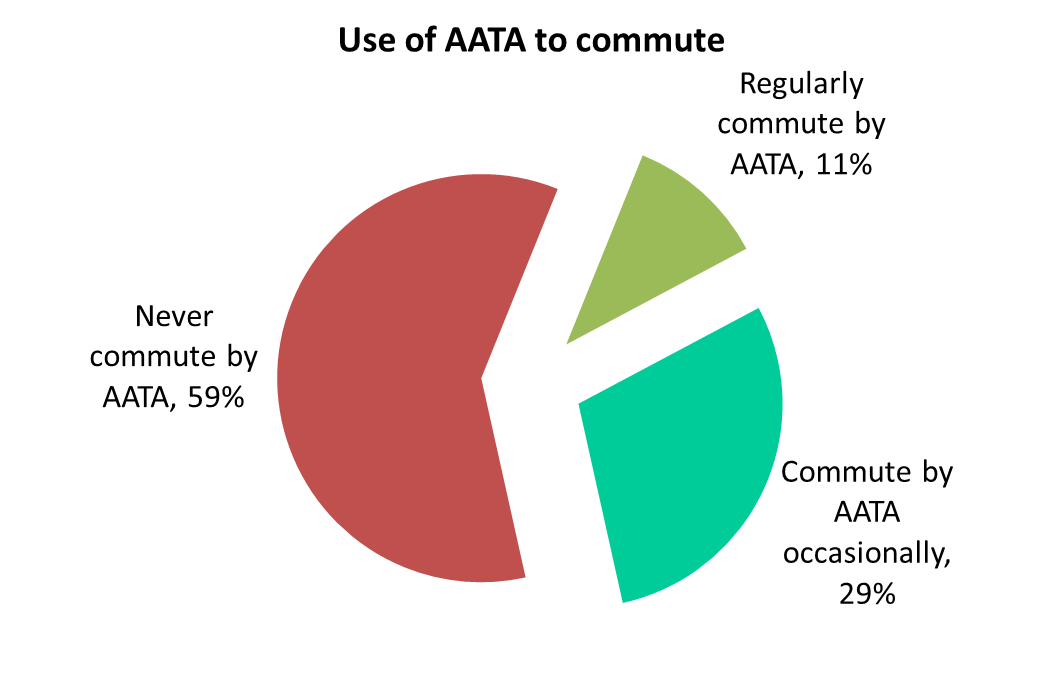 Use of AATA to commute
Regularly
commute by
AATA, 11%
Never
commute by
AATA, 59%
Commute by
AATA
occasionally,
29%